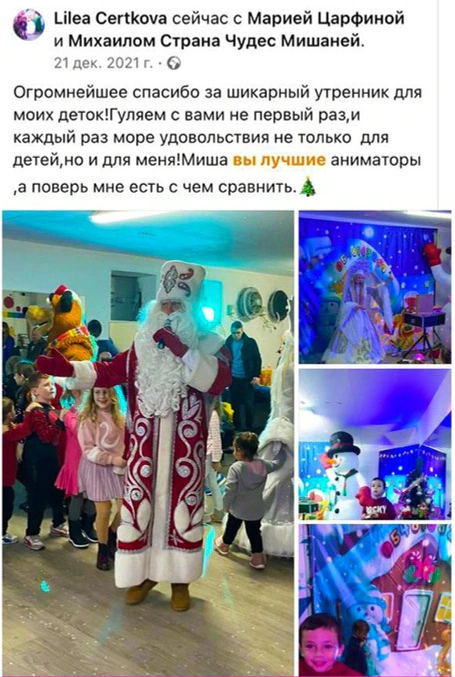 Lilea Certkova сейчас с Марией Царфиной
и Михаилом Страна Чудес Мишаней.
21 дек. 2021 г. ·
Огромнейшее спасибо за шикарный утренник для
моих деток!Гуляем с вами не первый раз,и
каждый раз море удовольствия не только для
детей,но и для меня!Миша вы лучшие аниматоры
,а поверь мне есть с чем сравнить.